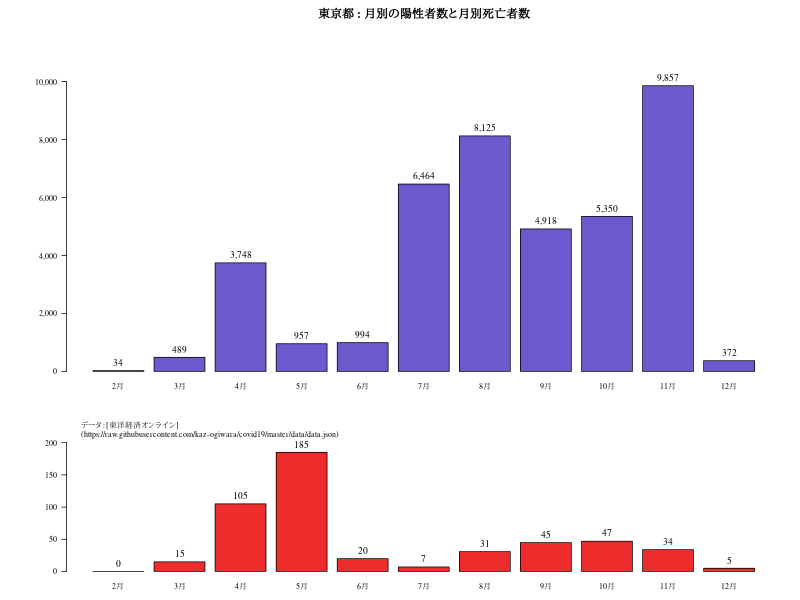 東京都 : 月別の陽性者数と月別死亡者数
10,000
8,000
6,000
4,000
2,000
0
34
489
3,748
957
994
6,464
8,125
4,918
5,350
9,857
372
2月
3月
4月
5月
6月
7月
8月
9月
10月
11月
12月
データ : [東洋経済オンライン]
(https://raw.githubusercontent.com/kaz-ogiwara/covid19/master/data/data.json)
200
150
100
50
0
0
15
105
185
20
7
31
45
47
34
5
2月
3月
4月
5月
6月
7月
8月
9月
10月
11月
12月